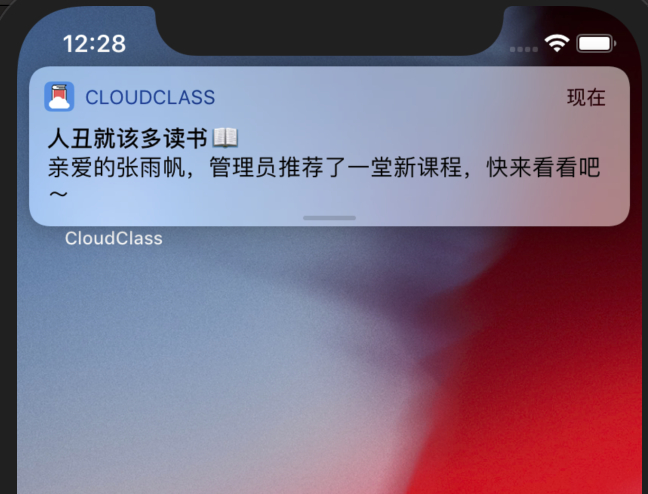 12:28
CLOUDCLASS 现在
人丑就该多读书📖
亲爱的张雨帆，管理员推荐了一堂新课程，快来看看吧
～
CloudClass